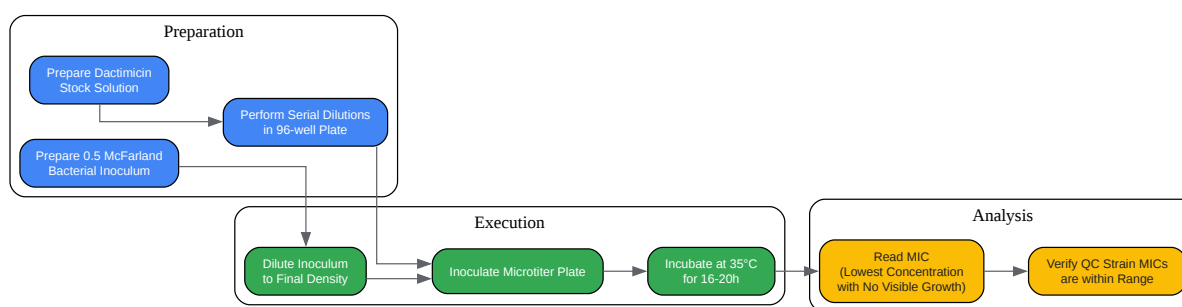 Preparation
Prepare Dactimicin
Stock Solution
Perform Serial Dilutions
in 96-well Plate
Prepare 0.5 McFarland
Bacterial Inoculum
Execution
Dilute Inoculum
to Final Density
Inoculate Microtiter Plate
Incubate at 35°C
for 16-20h
Analysis
Read MIC
(Lowest Concentration
with No Visible Growth)
Verify QC Strain MICs
are within Range